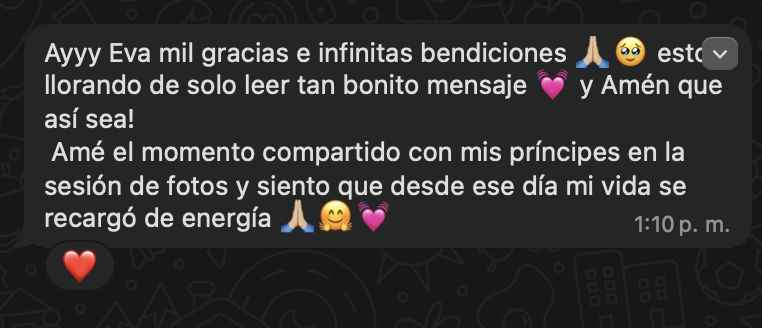 Ayyy Eva mil gracias e infinitas bendiciones 🙏🏼🥹
llorando de solo leer tan bonito mensaje 💓 y Amén que
así sea!
Amé el momento compartido con mis príncipes en la
sesión de fotos y siento que desde ese día mi vida se
recargó de energía 🙏🏼🤗💓
1:10 p. m.
❤️